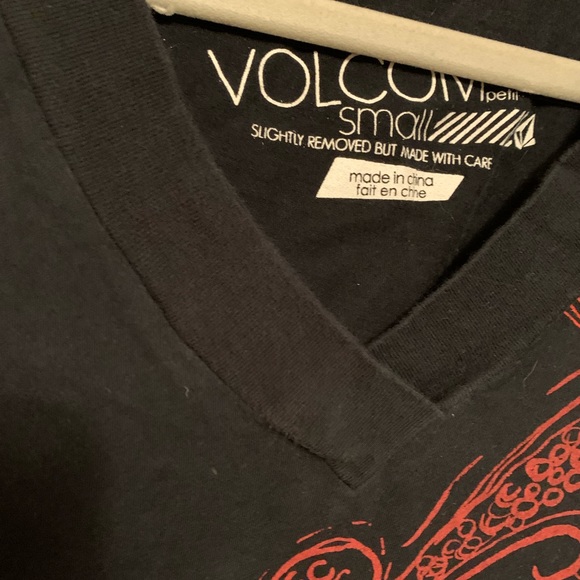 VOLCOM
petit
small
SLIGHTLY REMOVED BUT MADE WITH CARE
made in china
fait en chine